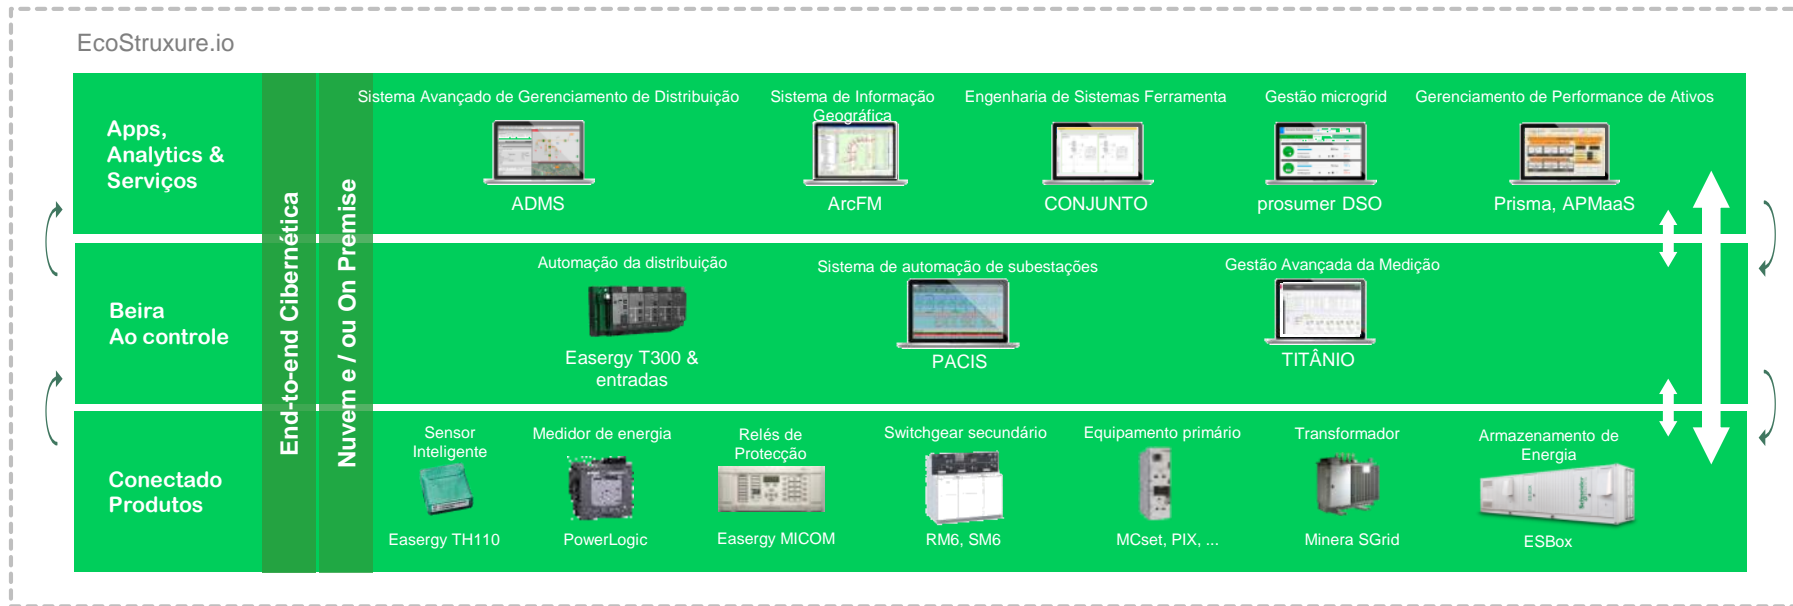 EcoStruxure.io
Apps,
Analytics &
Serviços
End-to-end Cibernética
Nuvem e / ou On Premise
Sistema Avançado de Gerenciamento de Distribuição
ADMS
Sistema de Informação
Geográfica
ArcFM
Engenharia de Sistemas Ferramenta
CONJUNTO
Gestão microgrid
prosumer DSO
Gerenciamento de Performance de Ativos
Prisma, APMaaS
Beira
Ao controle
Automação da distribuição
Easergy T300 &
entradas
Sistema de automação de subestações
PACIS
Gestão Avançada da Medição
TITÂNIO
Conectado
Produtos
Sensor
Inteligente
Easergy TH110
Medidor de energia
PowerLogic
Relés de
Protecção
Easergy MICOM
Switchgear secundário
RM6, SM6
Equipamento primário
MCset, PIX, ...
Transformador
Minera SGrid
Armazenamento de
Energia
Schneider
ESBox